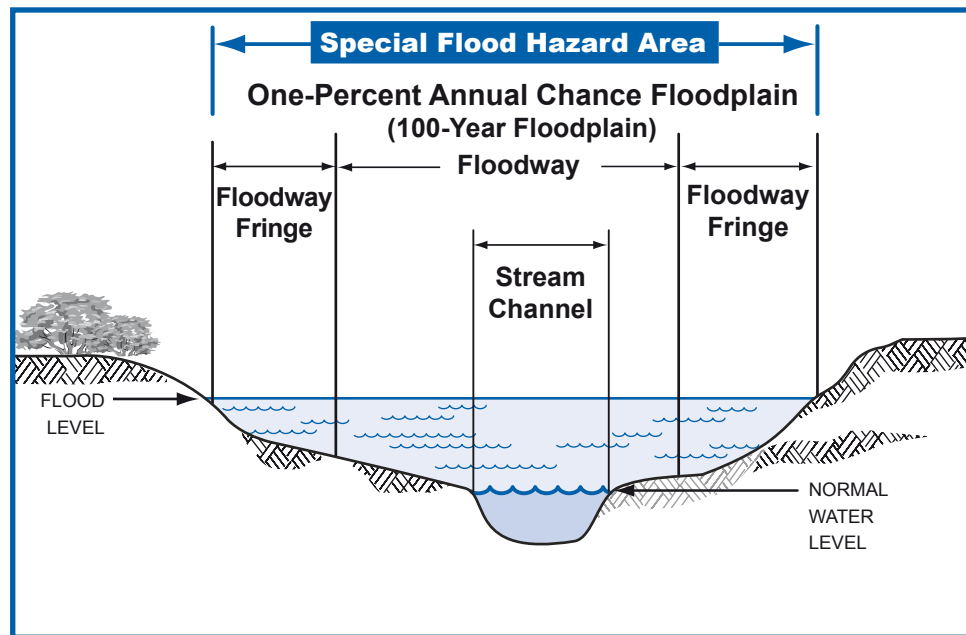 Special Flood Hazard Area
One-Percent Annual Chance Floodplain
(100-Year Floodplain)
Floodway
Floodway
Fringe
Floodway
Fringe
Stream
Channel
FLOOD
LEVEL
NORMAL
WATER
LEVEL